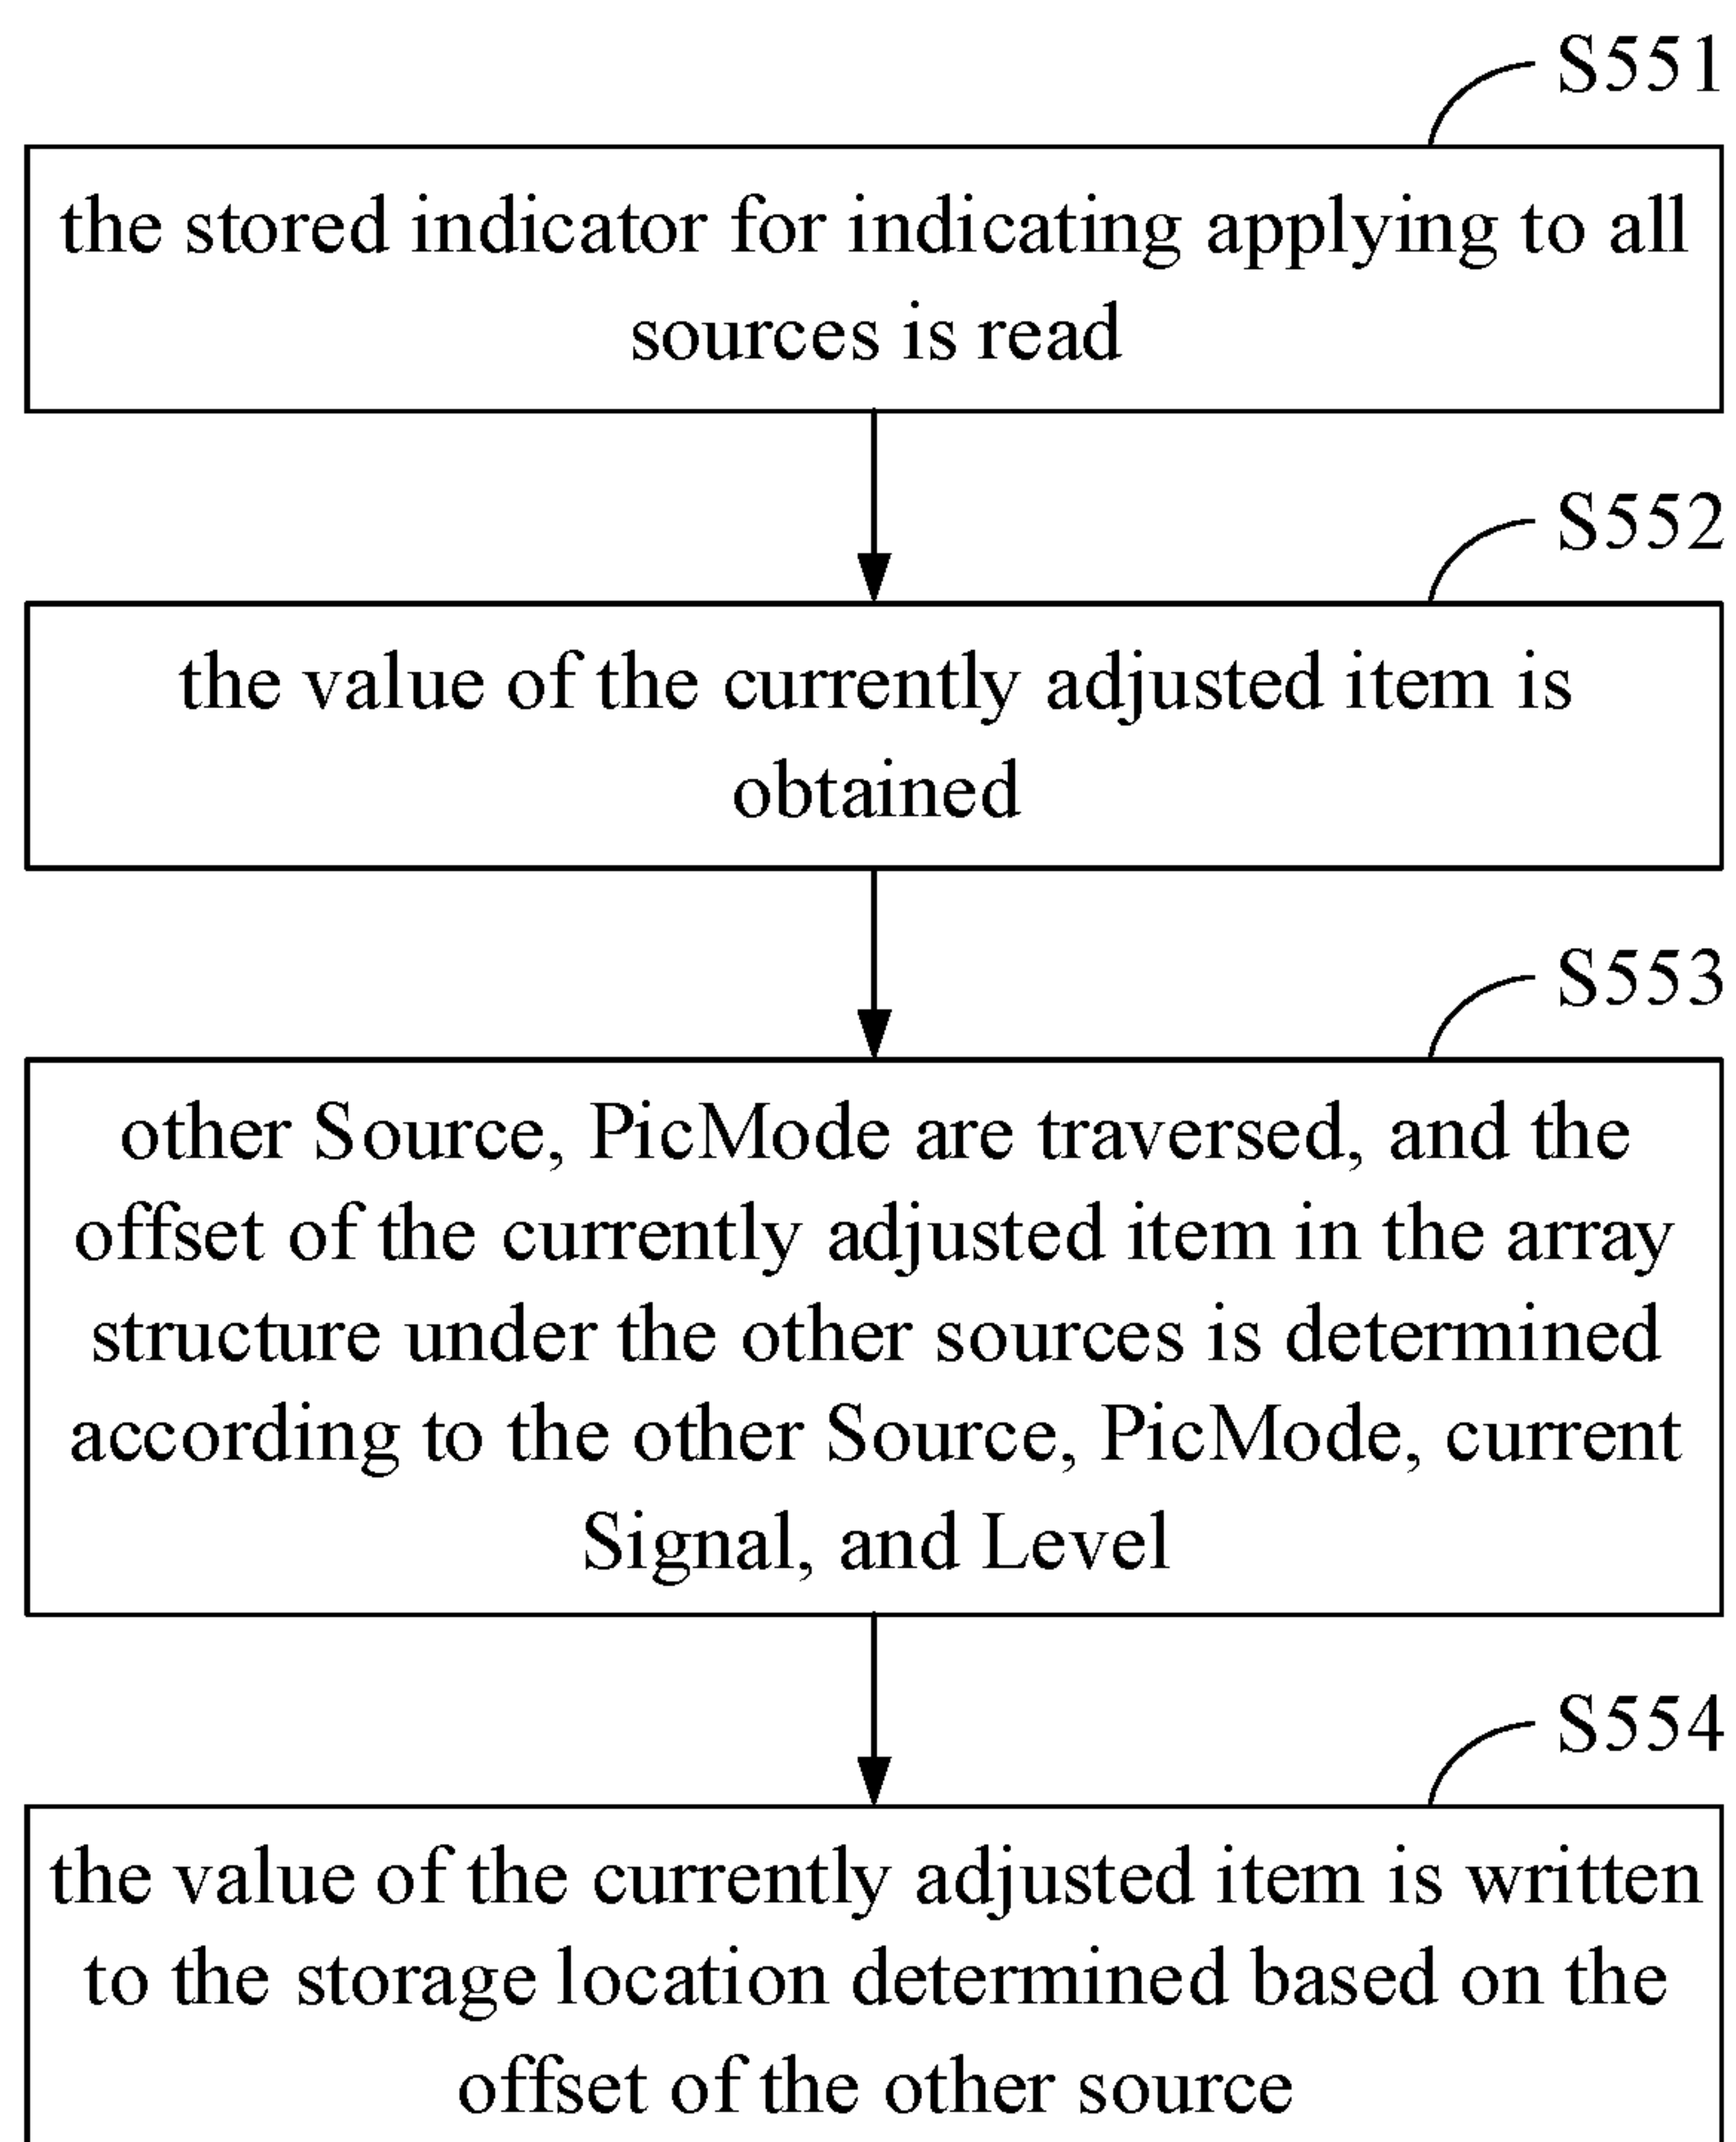 S551
the stored indicator for indicating applying to all
sources is read
S552
the value of the currently adjusted item is
obtained
S553
other Source, PicMode are traversed, and the
offset of the currently adjusted item in the array
structure under the other sources is determined
according to the other Source, PicMode, current
Signal, and Level
S554
the value of the currently adjusted item is written
to the storage location determined based on the
offset of the other source